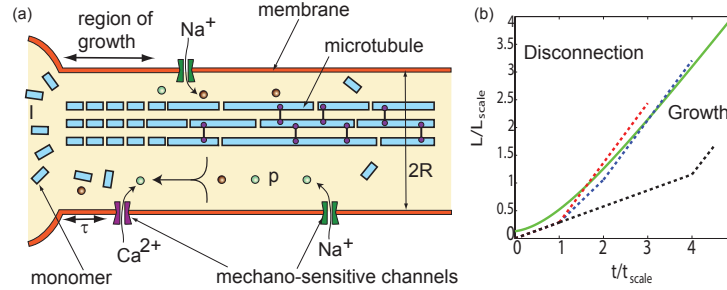 (a)
region of
growth
Na+
membrane
microtubule
l
2R
p
τ
Ca2+
Na+
monomer
mechano-sensitive channels
(b)
L/Lscale
4
3.5
3
2.5
2
1.5
1
0.5
0
Disconnection
Growth
0 1 2 3 4 5
t/tscale